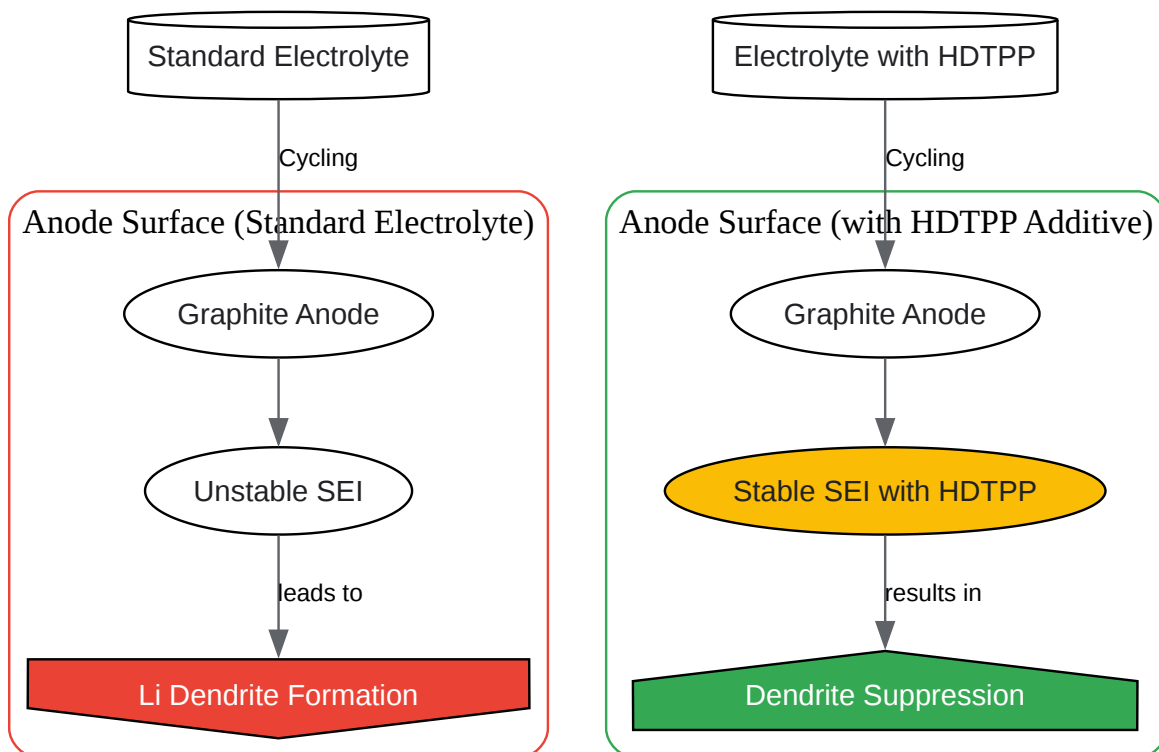 Standard Electrolyte
Cycling
Anode Surface (Standard Electrolyte)
Graphite Anode
Unstable SEI
leads to
Li Dendrite Formation
Electrolyte with HDTPP
Cycling
Anode Surface (with HDTPP Additive)
Graphite Anode
Stable SEI with HDTPP
results in
Dendrite Suppression